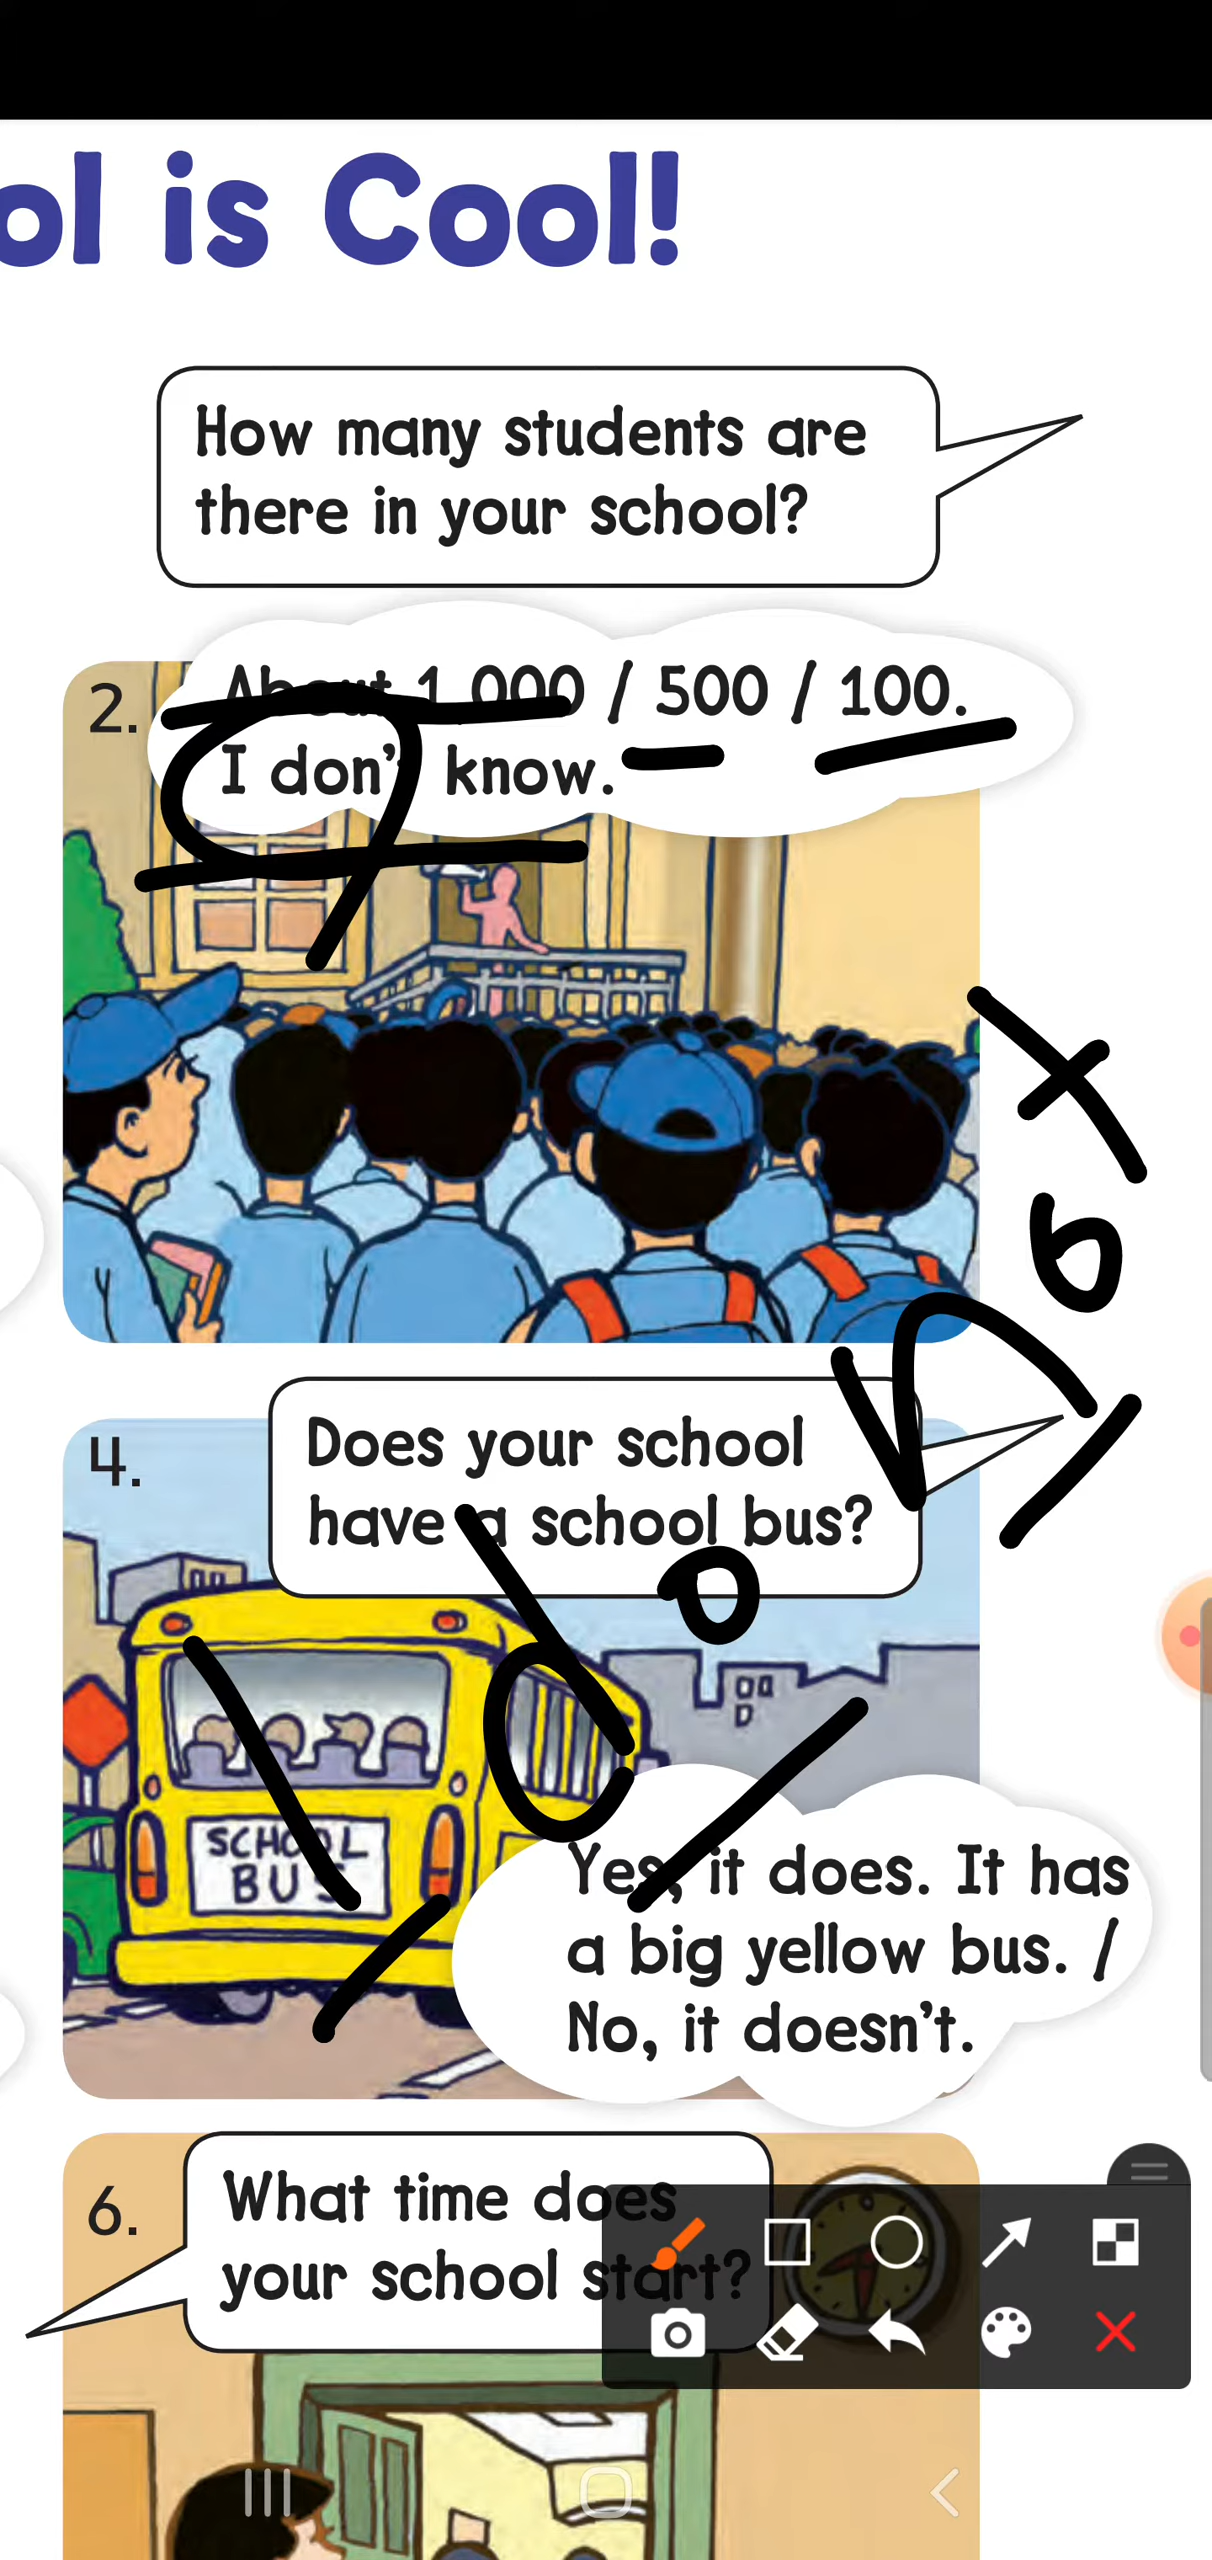 ol is Cool!
How many students are
there in your school?
2.
About 1,000 / 500 / 100.
I don't know.
4.
Does your school
have a school bus?
SCHOOL
BUS
Yes, it does. It has
a big yellow bus. /
No, it doesn't.
6.
What time does
your school start?